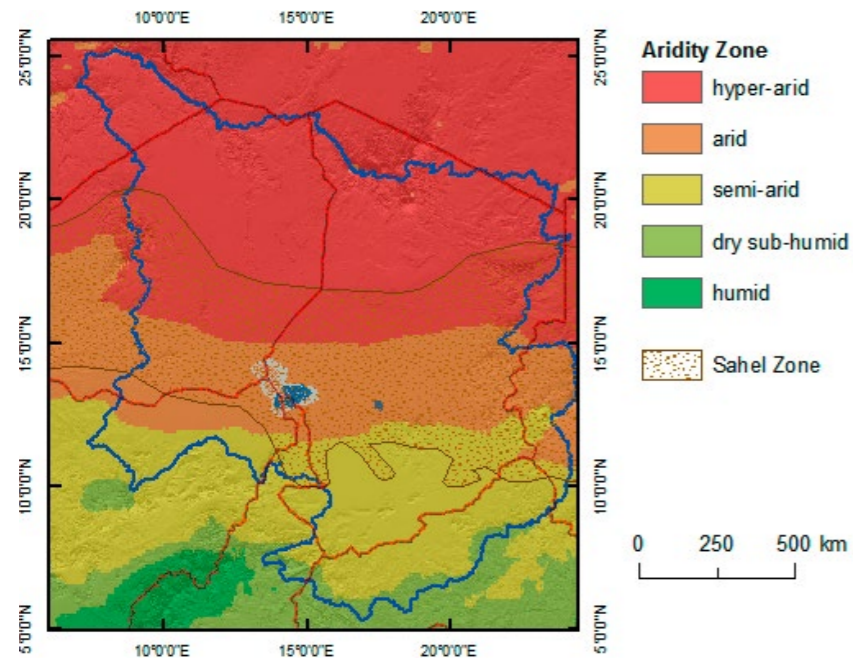 10°0'0"E 15°0'0"E 20°0'0"E
25°0'0"N 25°0'0"N
20°0'0"N 20°0'0"N
15°0'0"N 15°0'0"N
10°0'0"N 10°0'0"N
5°0'0"N 5°0'0"N
10°0'0"E 15°0'0"E 20°0'0"E
Aridity Zone
hyper-arid
arid
semi-arid
dry sub-humid
humid
Sahel Zone
0 250 500 km